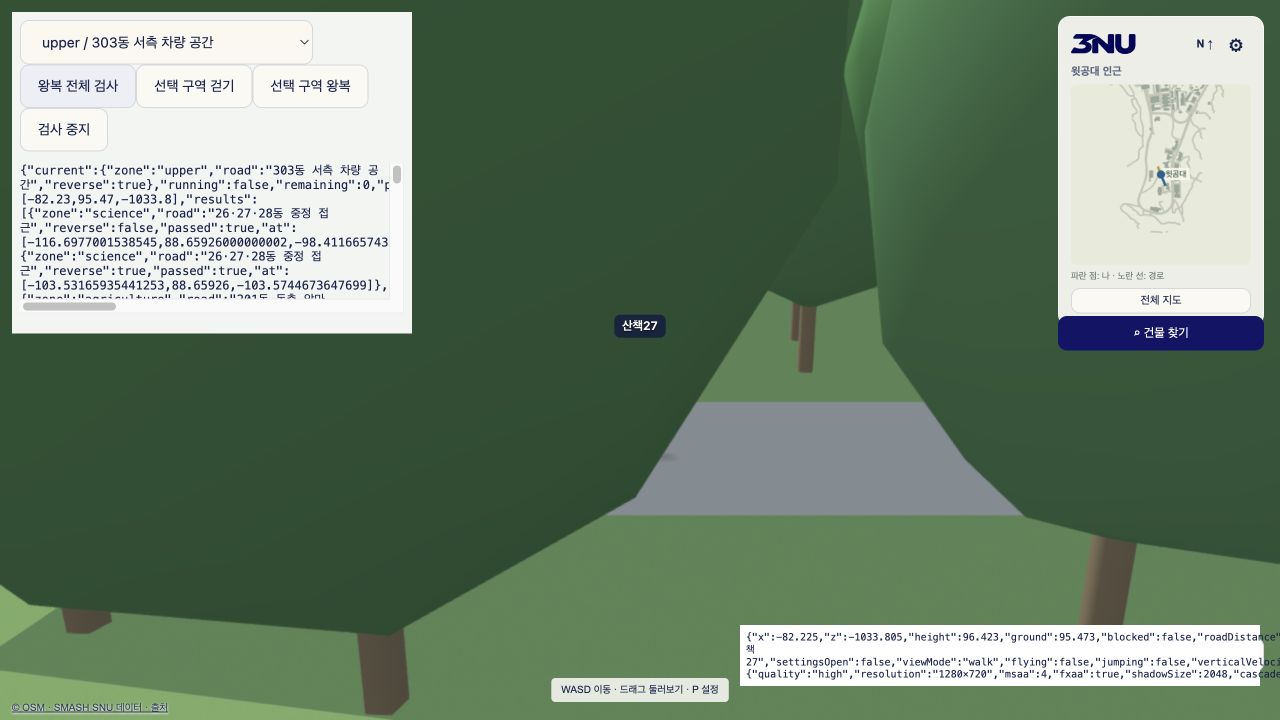 upper / 303동 서측 차량 공간
왕복 전체 검사
선택 구역 걷기
선택 구역 왕복
검사 중지
{"current":{"zone":"upper","road":"303동 서측 차량 공
간","reverse":true},"running":false,"remaining":0,"p
[-82.23,95.47,-1033.8],"results":
[{"zone":"science","road":"26·27·28동 중정 접
근","reverse":false,"passed":true,"at":
[-116.6977001538545,88.65926000000002,-98.411665743
{"zone":"science","road":"26·27·28동 중정 접
근","reverse":true,"passed":true,"at":
[-103.53165935441253,88.65926,-103.5744673647699]},
산책27
3NU
N ↑
윗공대 인근
윗공대
파란 점: 나 · 노란 선: 경로
전체 지도
⌕ 건물 찾기
{"x":-82.225,"z":-1033.805,"height":96.423,"ground":95.473,"blocked":false,"roadDistance"
책
27","settingsOpen":false,"viewMode":"walk","flying":false,"jumping":false,"verticalVeloci
{"quality":"high","resolution":"1280×720","msaa":4,"fxaa":true,"shadowSize":2048,"cascade
WASD 이동 · 드래그 둘러보기 · P 설정
© OSM · SMASH SNU 데이터 · 출처